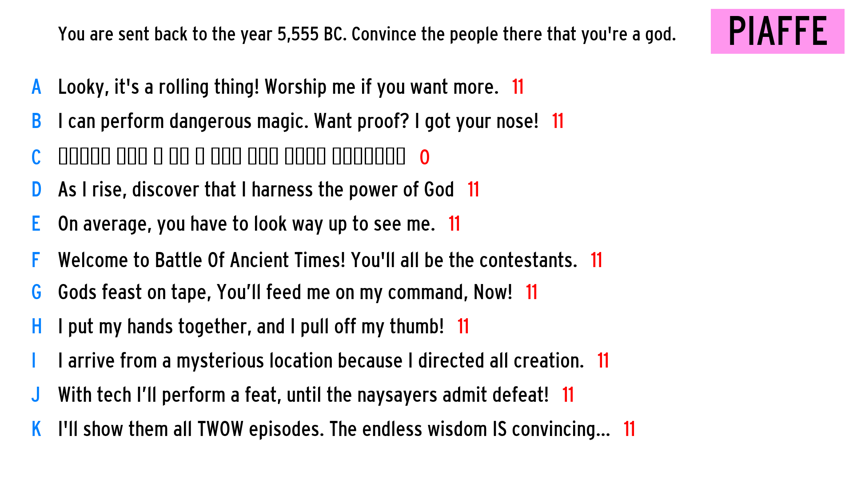 You are sent back to the year 5,555 BC. Convince the people there that you're a god.
PIAFFE
A Looky, it's a rolling thing! Worship me if you want more. 11
B I can perform dangerous magic. Want proof? I got your nose! 11
C 0
D As I rise, discover that I harness the power of God 11
E On average, you have to look way up to see me. 11
F Welcome to Battle Of Ancient Times! You'll all be the contestants. 11
G Gods feast on tape, You’ll feed me on my command, Now! 11
H I put my hands together, and I pull off my thumb! 11
I I arrive from a mysterious location because I directed all creation. 11
J With tech I’ll perform a feat, until the naysayers admit defeat! 11
K I'll show them all TWOW episodes. The endless wisdom IS convincing... 11